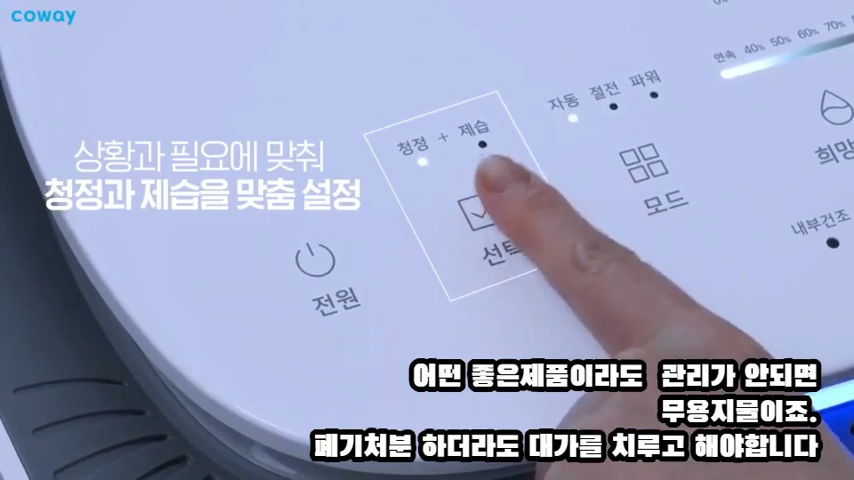 coway
상황과 필요에 맞춰
청정과 제습을 맞춤 설정
청정 + 제습
자동 절전 파워
연속 40% 50% 60% 70%
선택
모드
희망
내부건조
전원
어떤 좋은제품이라도 관리가 안되면
무용지물이죠.
폐기처분 하더라도 대가를 치루고 해야합니다